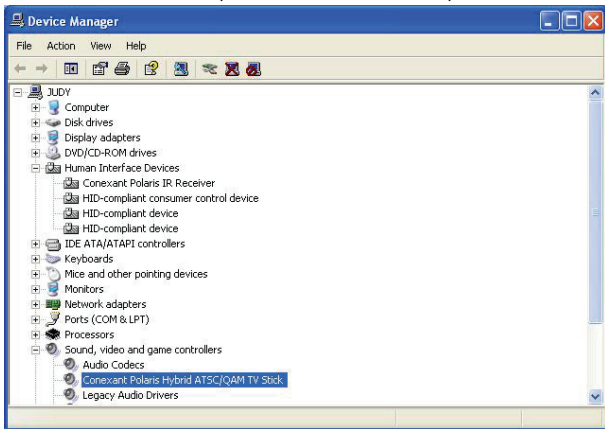 Device Manager
File Action View Help
JUDY
Computer
Disk drives
Display adapters
DVD/CD-ROM drives
Human Interface Devices
Conexant Polaris IR Receiver
HID-compliant consumer control device
HID-compliant device
HID-compliant device
IDE ATA/ATAPI controllers
Keyboards
Mice and other pointing devices
Monitors
Network adapters
Ports (COM & LPT)
Processors
Sound, video and game controllers
Audio Codecs
Conexant Polaris Hybrid ATSC/QAM TV Stick
Legacy Audio Drivers